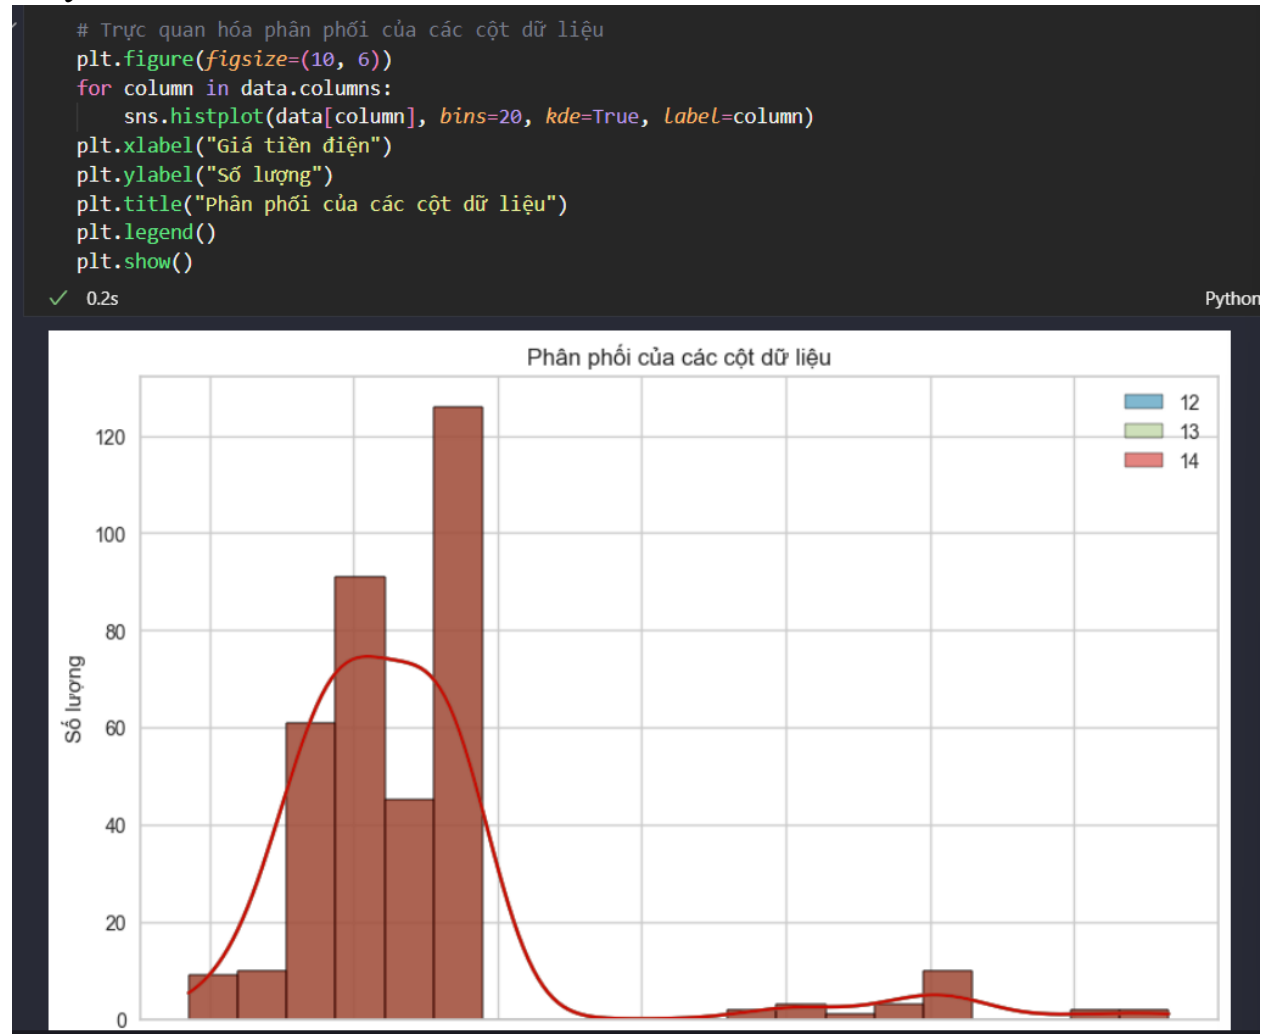 # Trực quan hóa phân phối của các cột dữ liệu
plt.figure(figsize=(10, 6))
for column in data.columns:
    sns.histplot(data[column], bins=20, kde=True, label=column)
plt.xlabel("Giá tiền điện")
plt.ylabel("Số lượng")
plt.title("Phân phối của các cột dữ liệu")
plt.legend()
plt.show()
0.2s
Python
Phân phối của các cột dữ liệu
12
13
14
120
100
80
60
40
20
0
Số lượng